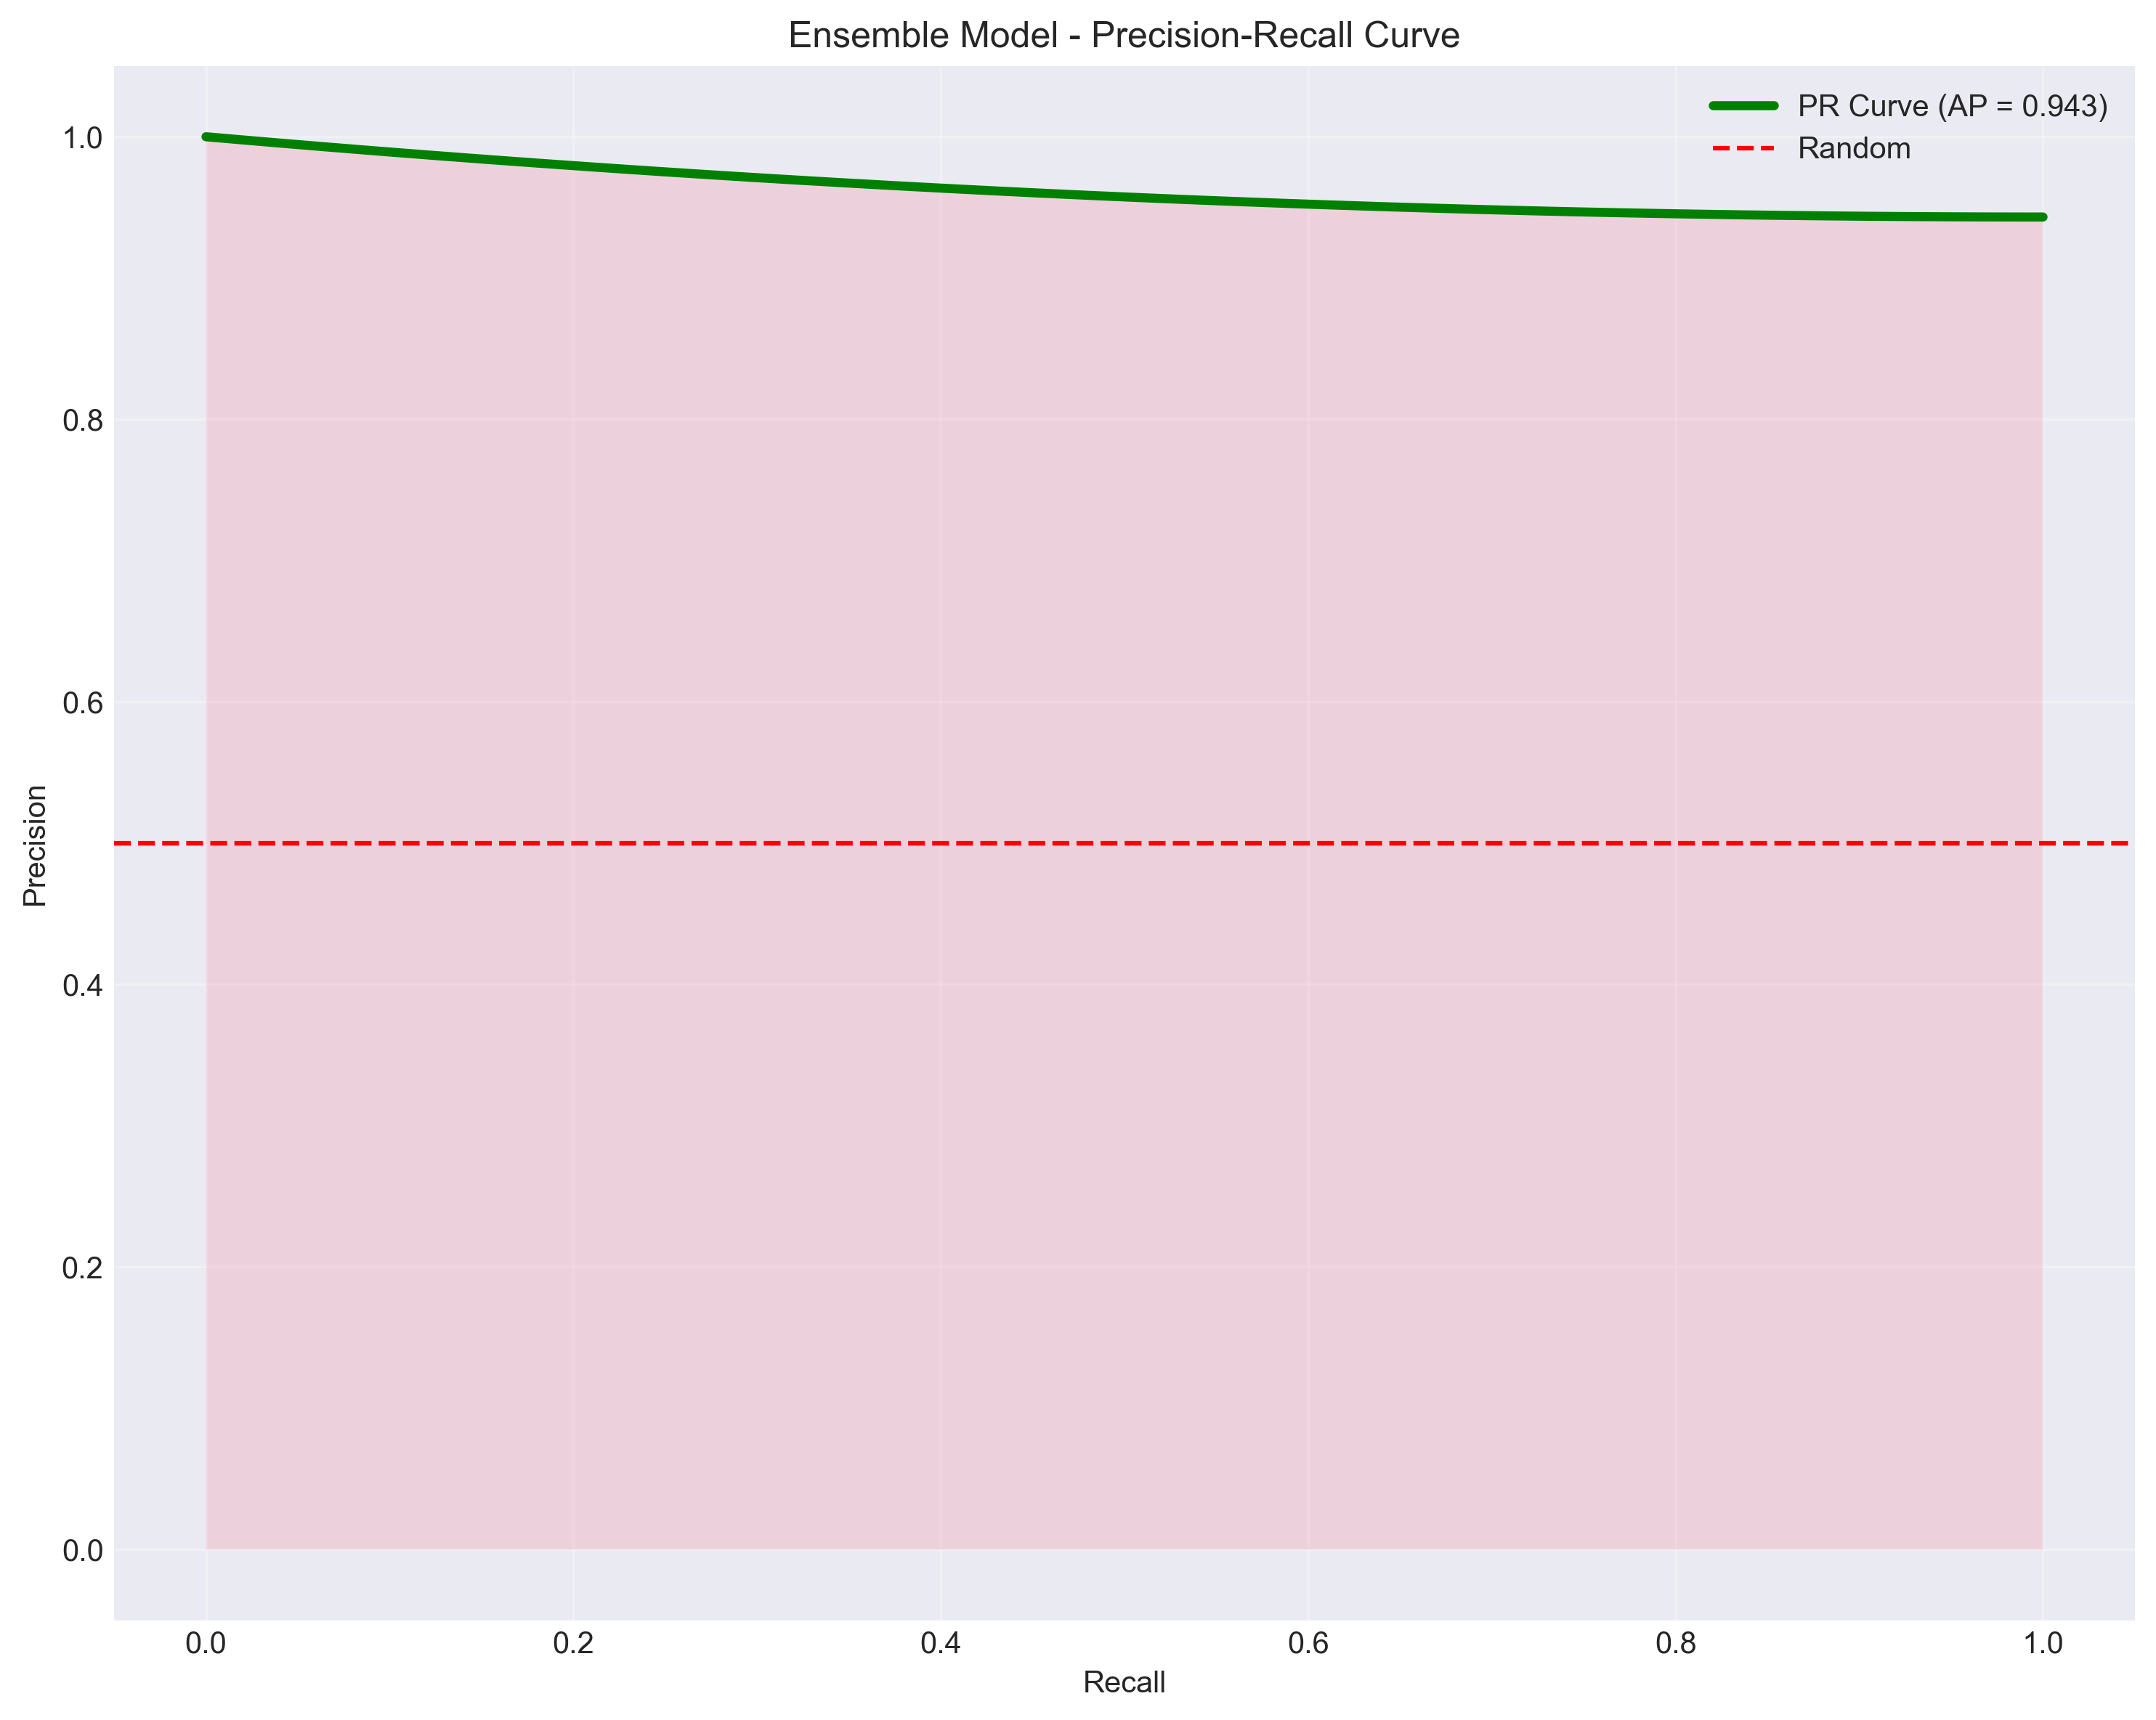 Ensemble Model - Precision-Recall Curve
PR Curve (AP = 0.943)
Random
1.0
0.8
0.6
0.4
0.2
0.0
Precision
0.0 0.2 0.4 0.6 0.8 1.0
Recall